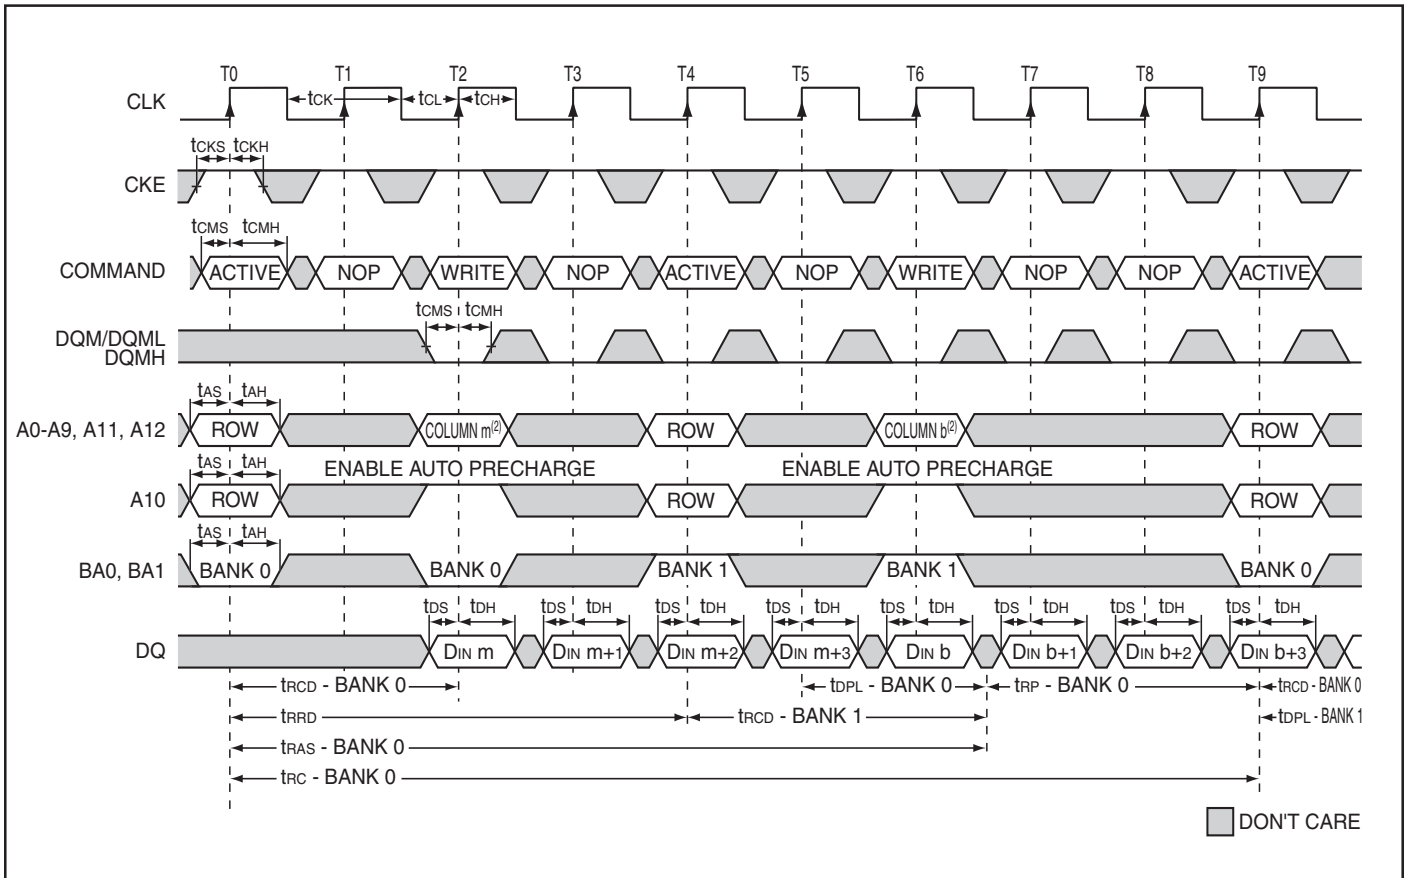 T0 T1 T2 T3 T4 T5 T6 T7 T8 T9
CLK tCK tCL tCH
tCKS tCKH
CKE
tCMS tCMH
COMMAND ACTIVE NOP WRITE NOP ACTIVE NOP WRITE NOP NOP ACTIVE
tCMS tCMH
DQM/DQML
DQMH
tAS tAH
A0-A9, A11, A12 ROW COLUMN m(2) ROW COLUMN b(2) ROW
tAS tAH ENABLE AUTO PRECHARGE ENABLE AUTO PRECHARGE
A10 ROW ROW ROW
tAS tAH
BA0, BA1 BANK 0 BANK 0 BANK 1 BANK 1 BANK 0
tDS tDH tDS tDH tDS tDH tDS tDH tDS tDH tDS tDH tDS tDH tDS tDH
DQ DIN m DIN m+1 DIN m+2 DIN m+3 DIN b DIN b+1 DIN b+2 DIN b+3
tRCD - BANK 0 tDPL - BANK 0 tRP - BANK 0 tRCD - BANK 0
tRRD tRCD - BANK 1 tDPL - BANK 1
tRAS - BANK 0
tRC - BANK 0
DON'T CARE